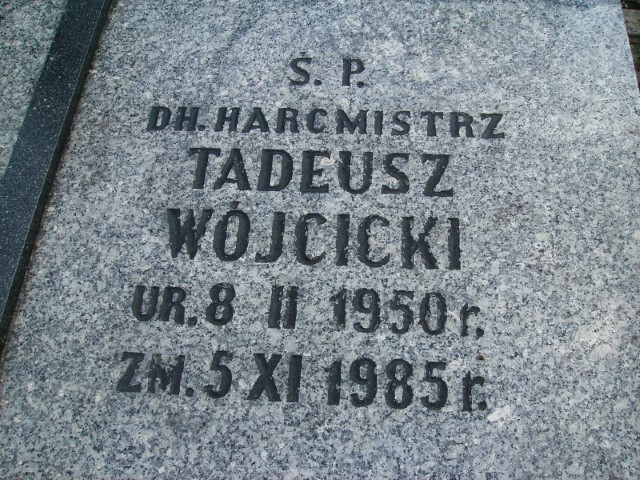 Ś. P.
DH. HARCMISTRZ
TADEUSZ
WÓJCICKI
UR. 8 II 1950 r.
ZM. 5 XI 1985 r.